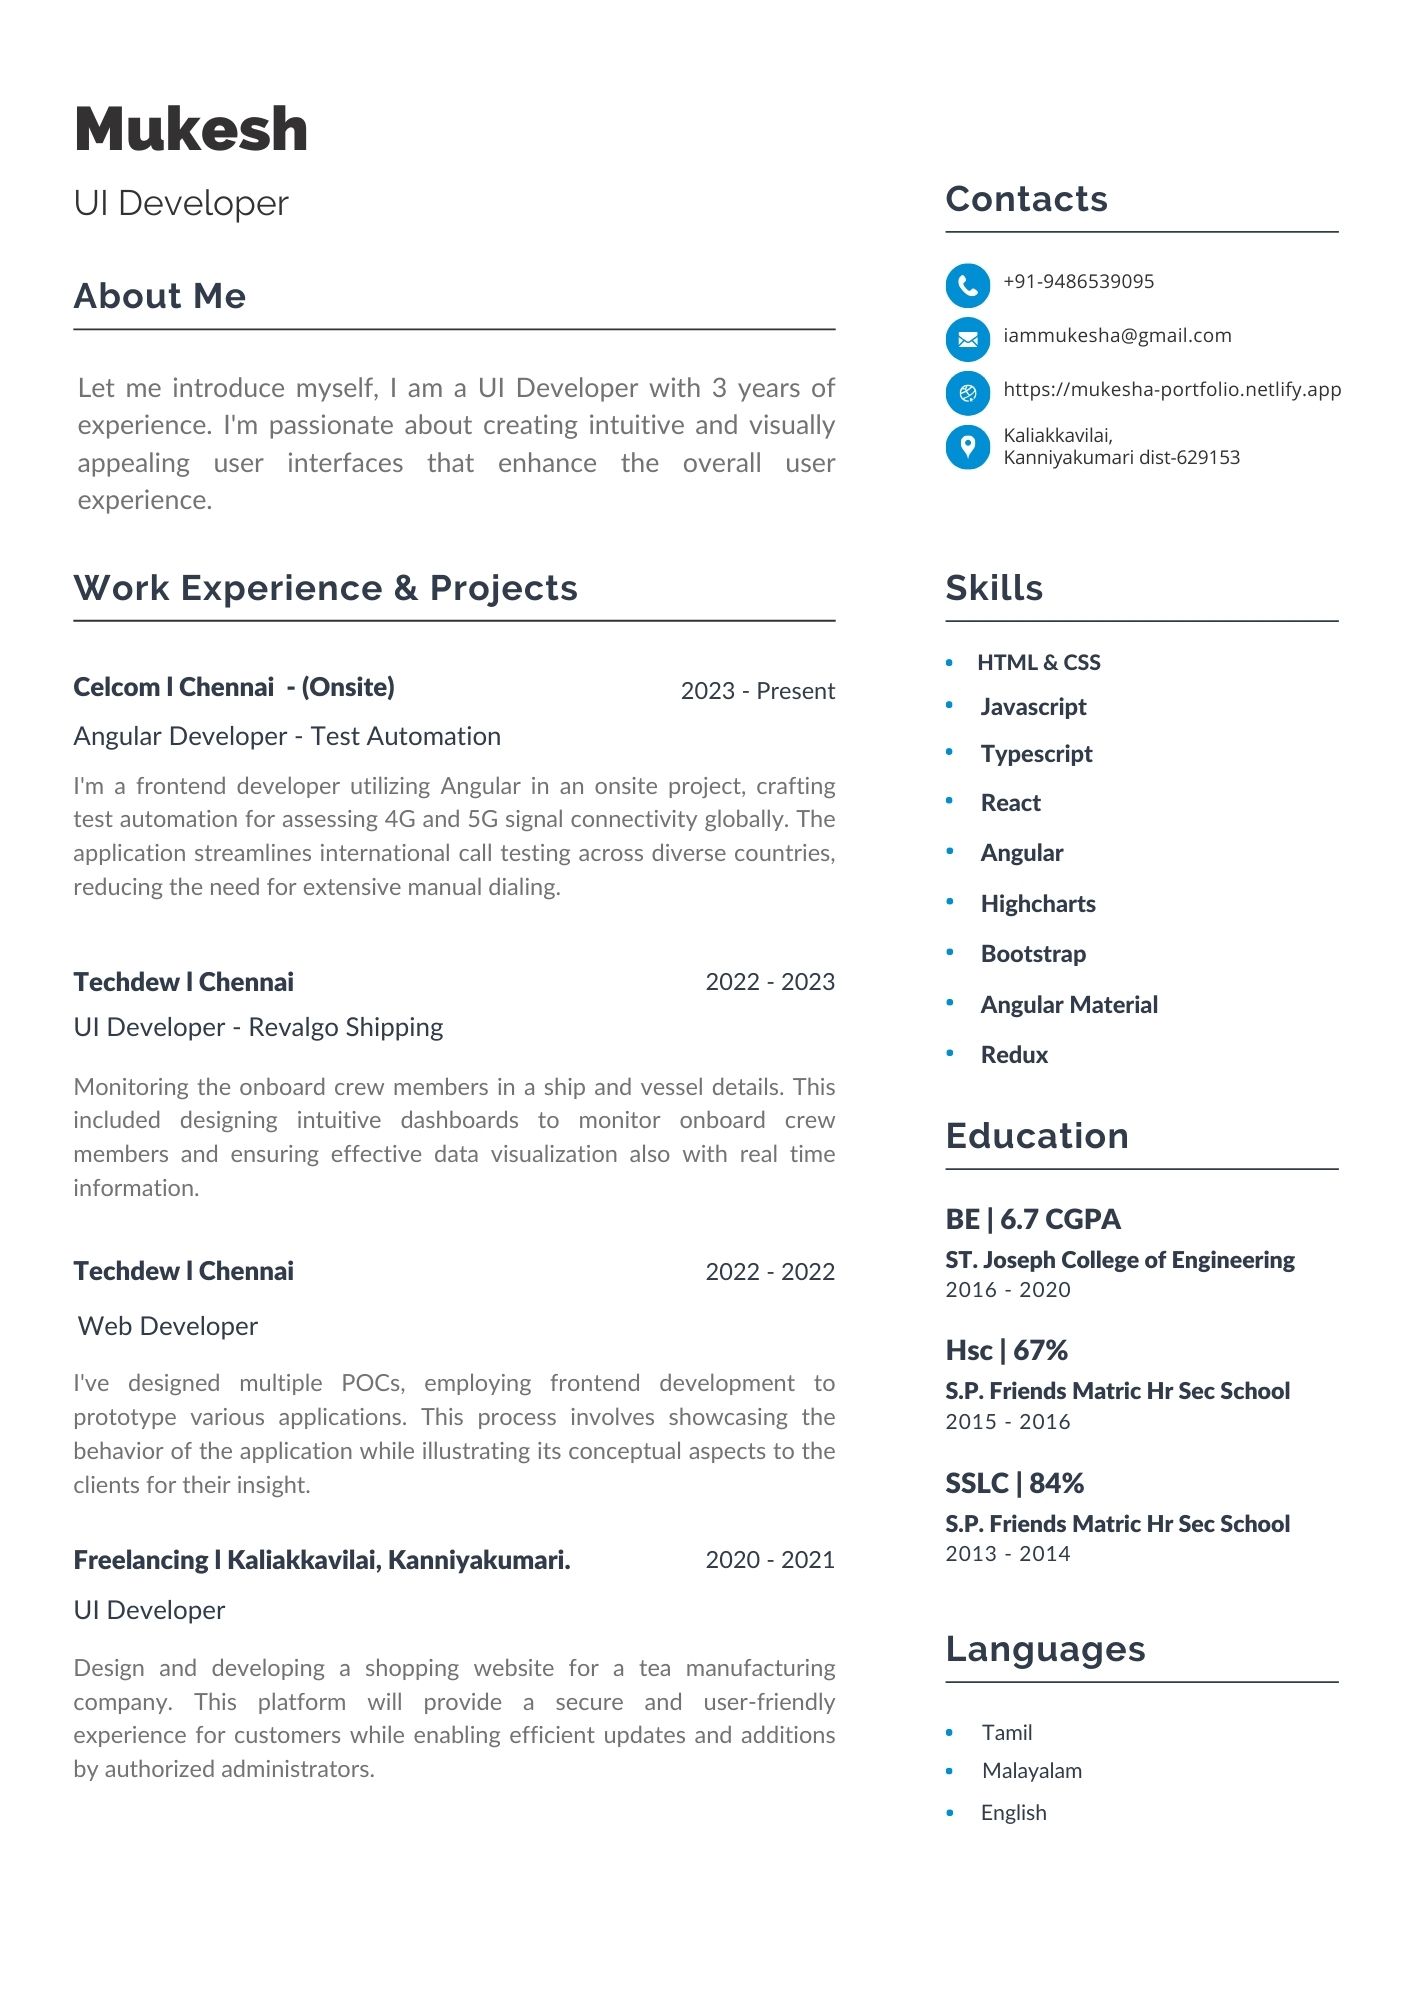 Mukesh
UI Developer
About Me
Let me introduce myself, I am a UI Developer with 3 years of
experience. I'm passionate about creating intuitive and visually
appealing user interfaces that enhance the overall user
experience.
Work Experience & Projects
Celcom l Chennai - (Onsite)
2023 - Present
Angular Developer - Test Automation
I'm a frontend developer utilizing Angular in an onsite project, crafting
test automation for assessing 4G and 5G signal connectivity globally. The
application streamlines international call testing across diverse countries,
reducing the need for extensive manual dialing.
Techdew l Chennai
2022 - 2023
UI Developer - Revalgo Shipping
Monitoring the onboard crew members in a ship and vessel details. This
included designing intuitive dashboards to monitor onboard crew
members and ensuring effective data visualization also with real time
information.
Techdew l Chennai
2022 - 2022
Web Developer
I've designed multiple POCs, employing frontend development to
prototype various applications. This process involves showcasing the
behavior of the application while illustrating its conceptual aspects to the
clients for their insight.
Freelancing l Kaliakkavilai, Kanniyakumari.
2020 - 2021
UI Developer
Design and developing a shopping website for a tea manufacturing
company. This platform will provide a secure and user-friendly
experience for customers while enabling efficient updates and additions
by authorized administrators.
Contacts
+91-9486539095
iammukesha@gmail.com
https://mukesha-portfolio.netlify.app
Kaliakkavilai,
Kanniyakumari dist-629153
Skills
• HTML & CSS
• Javascript
• Typescript
• React
• Angular
• Highcharts
• Bootstrap
• Angular Material
• Redux
Education
BE | 6.7 CGPA
ST. Joseph College of Engineering
2016 - 2020
Hsc | 67%
S.P. Friends Matric Hr Sec School
2015 - 2016
SSLC | 84%
S.P. Friends Matric Hr Sec School
2013 - 2014
Languages
• Tamil
• Malayalam
• English